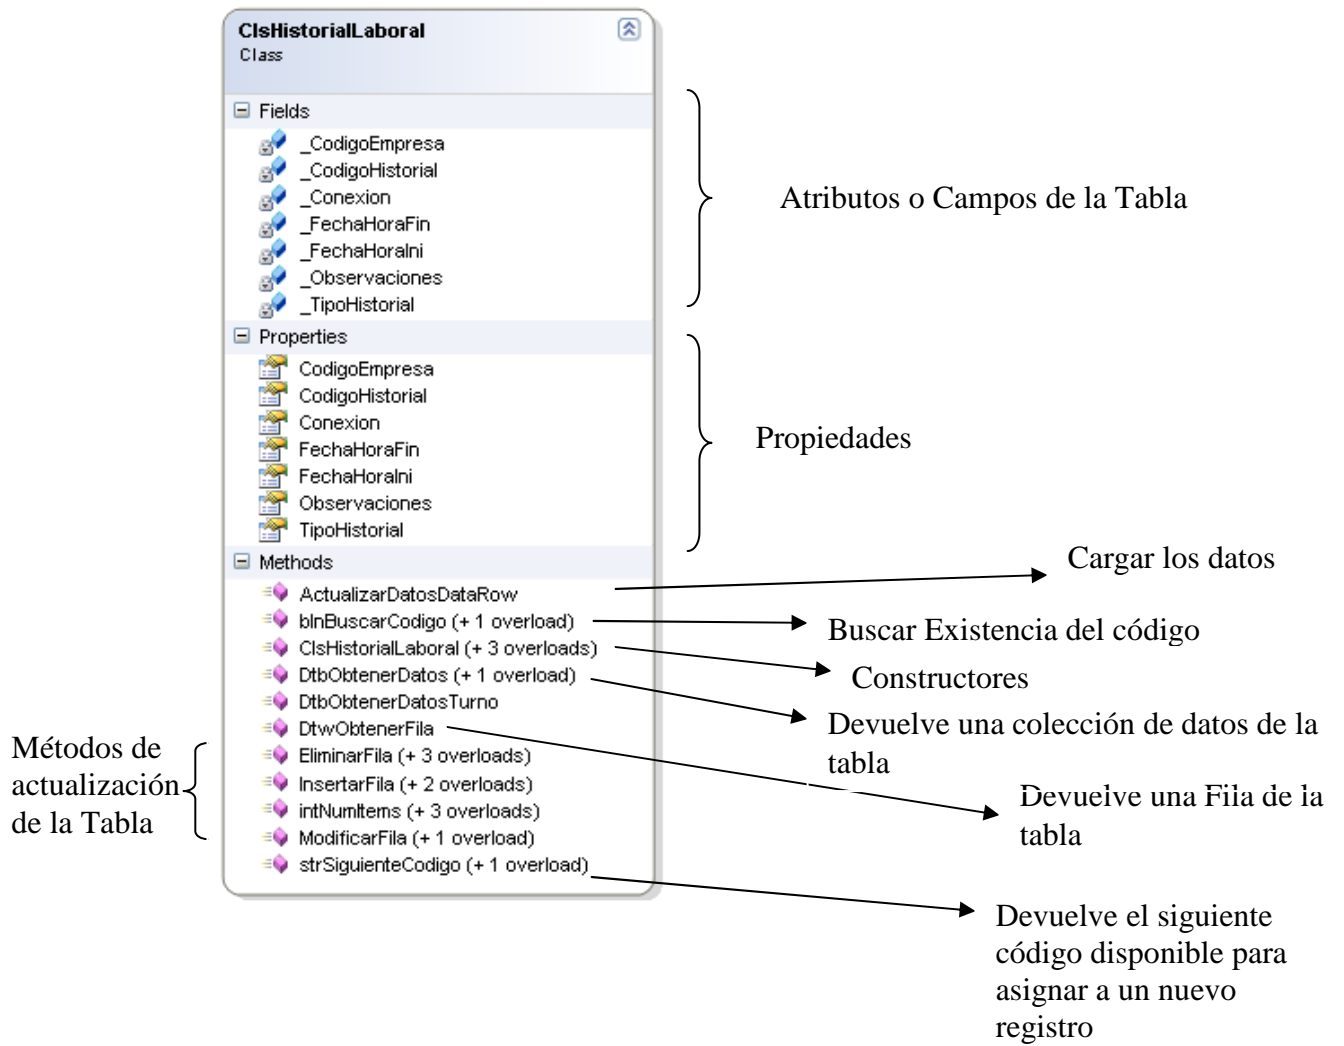 ClsHistorialLaboral
Class
Fields
_CodigoEmpresa
_CodigoHistorial
_Conexion
_FechaHoraFin
_FechaHoraIni
_Observaciones
_TipoHistorial
Atributos o Campos de la Tabla
Properties
CodigoEmpresa
CodigoHistorial
Conexion
FechaHoraFin
FechaHoraIni
Observaciones
TipoHistorial
Propiedades
Methods
ActualizarDatosDataRow
blnBuscarCodigo (+ 1 overload)
ClsHistorialLaboral (+ 3 overloads)
DtbObtenerDatos (+ 1 overload)
DtbObtenerDatosTurno
DtwObtenerFila
EliminarFila (+ 3 overloads)
InsertarFila (+ 2 overloads)
intNumItems (+ 3 overloads)
ModificarFila (+ 1 overload)
strSiguienteCodigo (+ 1 overload)
Cargar los datos
Buscar Existencia del código
Constructores
Devuelve una colección de datos de la
tabla
Devuelve una Fila de la
tabla
Devuelve el siguiente
código disponible para
asignar a un nuevo
registro
Métodos de
actualización
de la Tabla